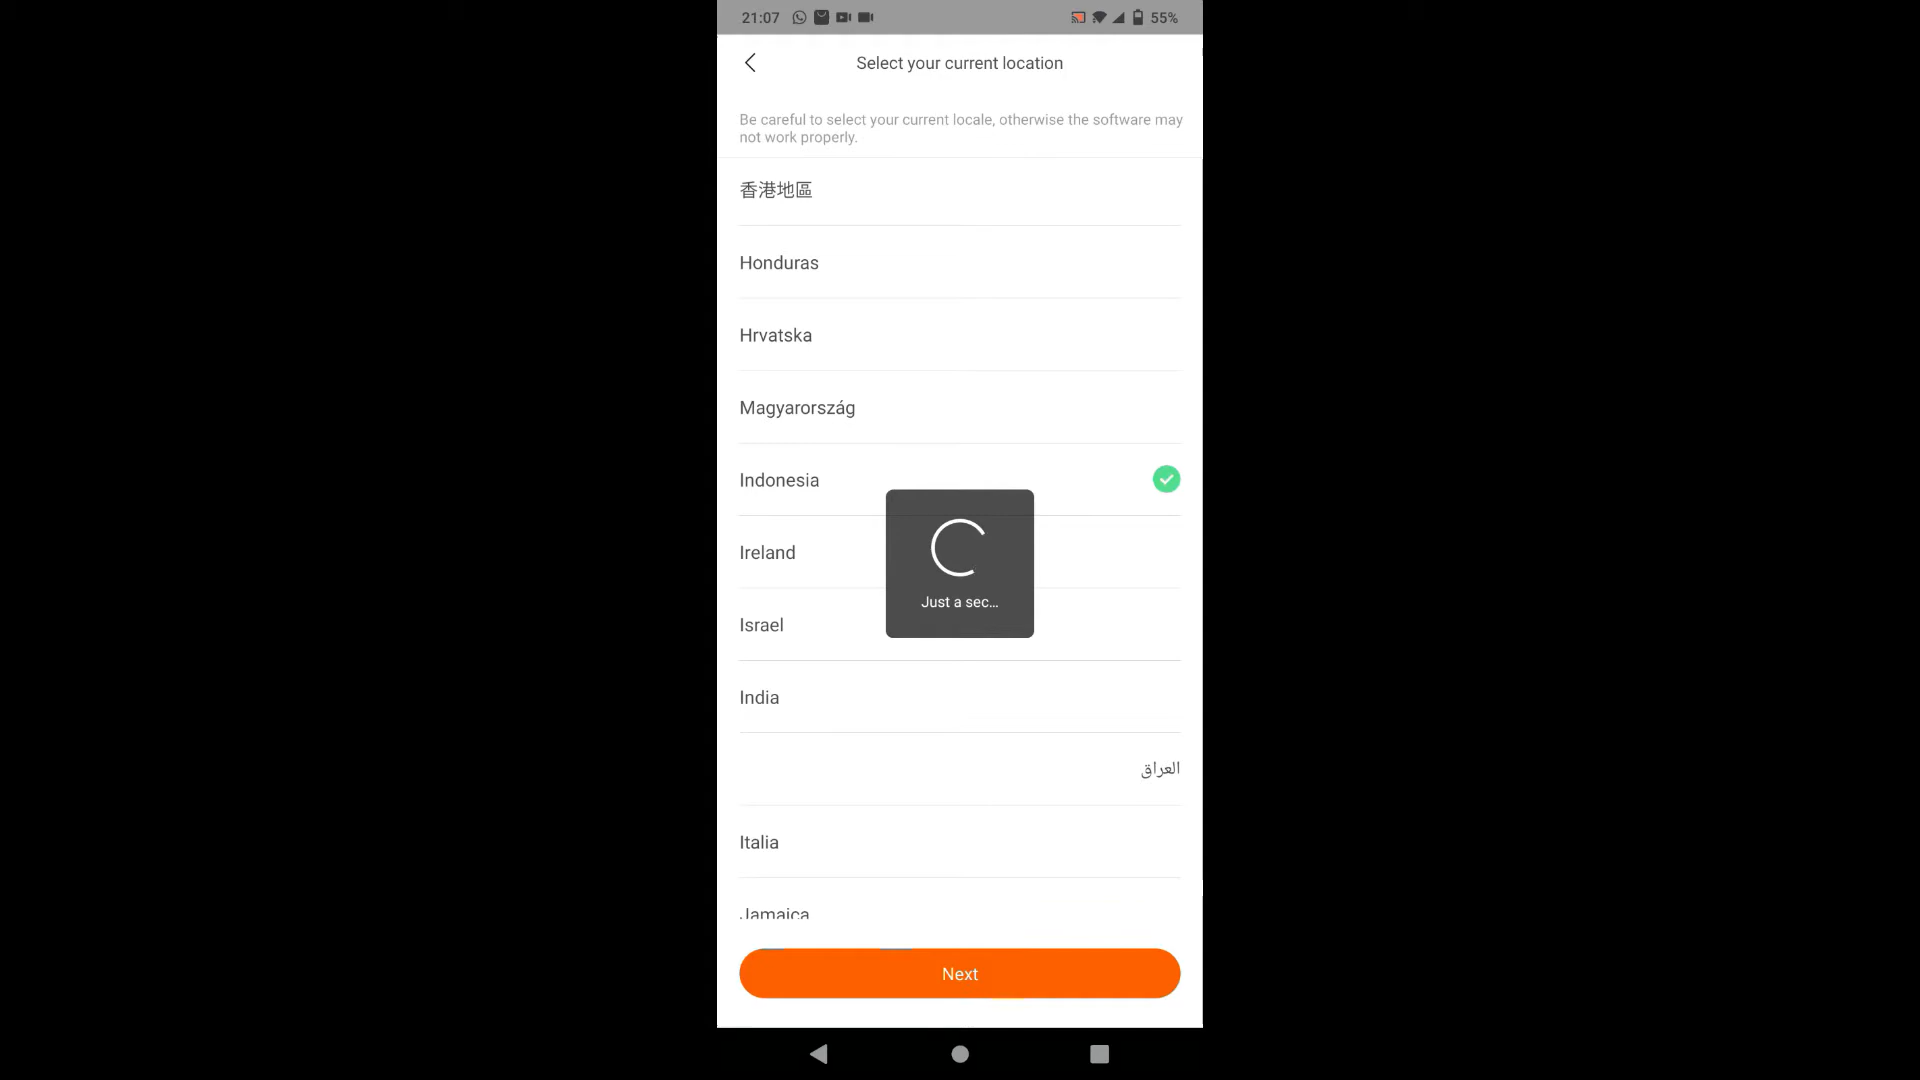 21:07
55%
Select your current location
Be careful to select your current locale, otherwise the software may
not work properly.
香港地區
Honduras
Hrvatska
Magyarország
Indonesia
Ireland
Just a sec...
Israel
India
العراق
Italia
Jamaica
Next